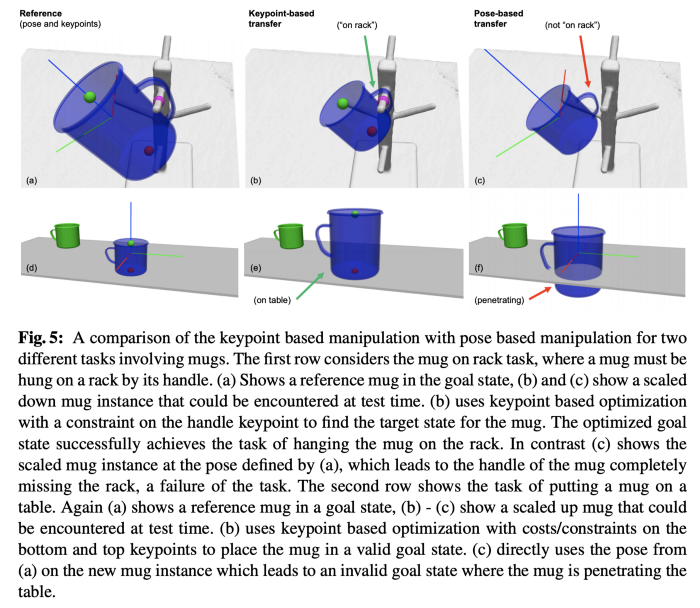 Reference
(pose and keypoints)
Keypoint-based
transfer
("on rack")
Pose-based
transfer
(not "on rack")
(a)
(b)
(c)
(d)
(e)
(on table)
(f)
(penetrating)
Fig. 5: A comparison of the keypoint based manipulation with pose based manipulation for two
different tasks involving mugs. The first row considers the mug on rack task, where a mug must be
hung on a rack by its handle. (a) Shows a reference mug in the goal state, (b) and (c) show a scaled
down mug instance that could be encountered at test time. (b) uses keypoint based optimization
with a constraint on the handle keypoint to find the target state for the mug. The optimized goal
state successfully achieves the task of hanging the mug on the rack. In contrast (c) shows the
scaled mug instance at the pose defined by (a), which leads to the handle of the mug completely
missing the rack, a failure of the task. The second row shows the task of putting a mug on a
table. Again (a) shows a reference mug in a goal state, (b) - (c) show a scaled up mug that could
be encountered at test time. (b) uses keypoint based optimization with costs/constraints on the
bottom and top keypoints to place the mug in a valid goal state. (c) directly uses the pose from
(a) on the new mug instance which leads to an invalid goal state where the mug is penetrating the
table.